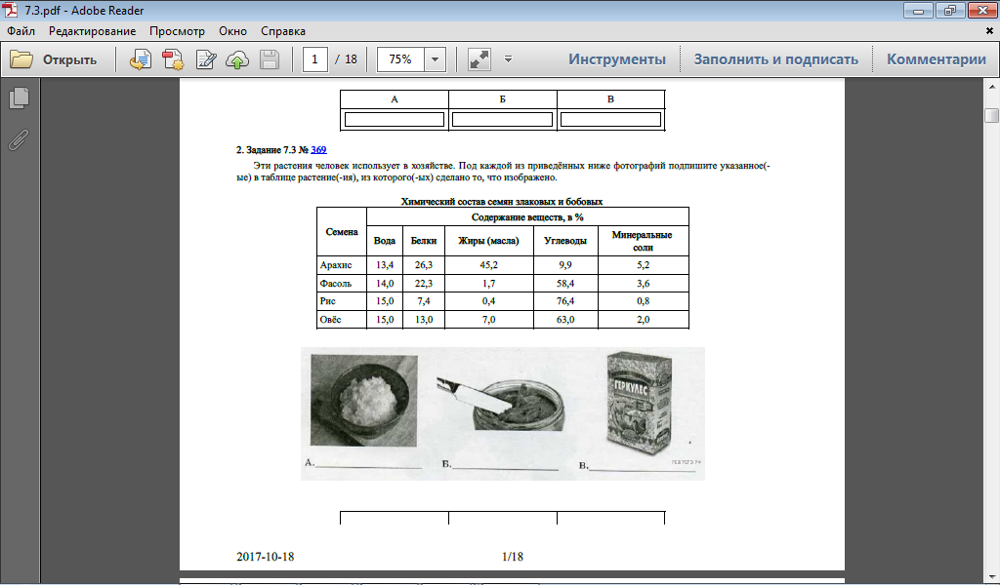 7.3.pdf - Adobe Reader
Файл Редактирование Просмотр Окно Справка
Открыть 1 / 18 75% Инструменты Заполнить и подписать Комментарии
А Б В
2. Задание 7.3 № 369
Эти растения человек использует в хозяйстве. Под каждой из приведённых ниже фотографий подпишите указанное(-
ые) в таблице растение(-ия), из которого(-ых) сделано то, что изображено.
Химический состав семян злаковых и бобовых
Семена Содержание веществ, в %
Вода Белки Жиры (масла) Углеводы Минеральные соли
Арахис 13,4 26,3 45,2 9,9 5,2
Фасоль 14,0 22,3 1,7 58,4 3,6
Рис 15,0 7,4 0,4 76,4 0,8
Овёс 15,0 13,0 7,0 63,0 2,0
ГЕРКУЛЕС
РЕШУЕГЭ.РФ
А. Б. В.
2017-10-18 1/18